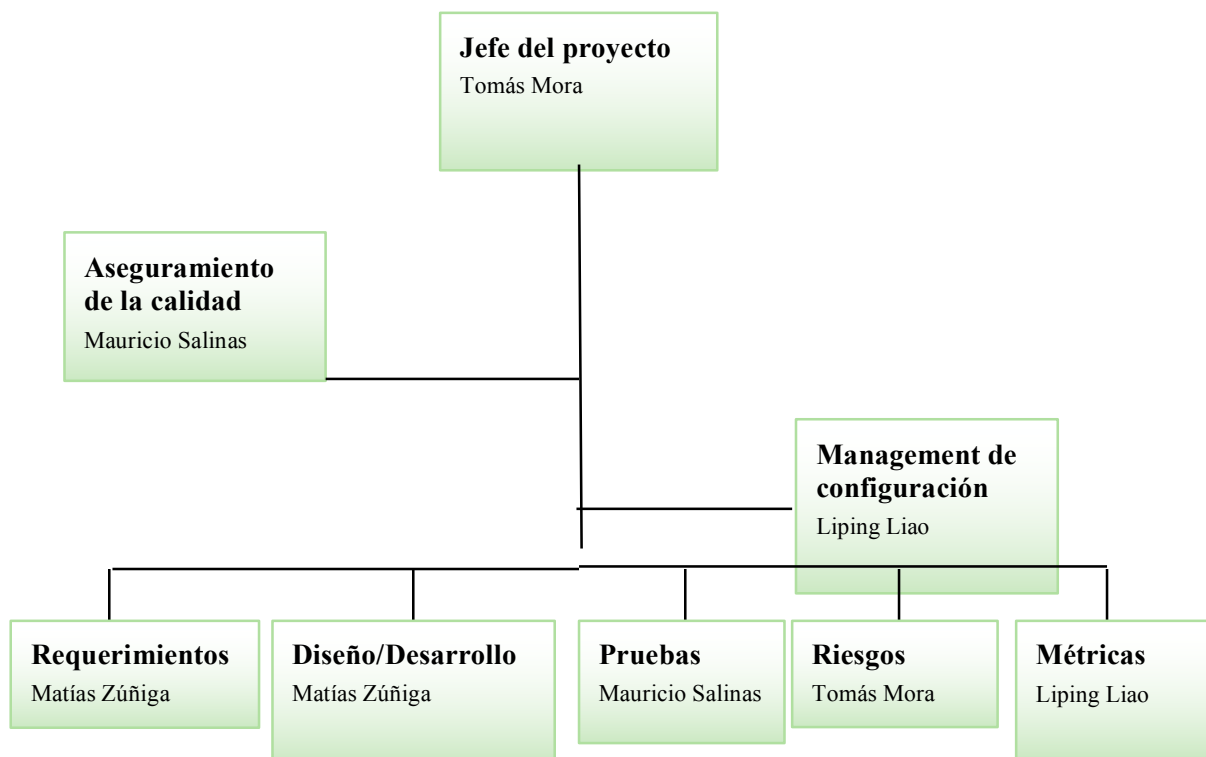 Jefe del proyecto
Tomás Mora
Aseguramiento
de la calidad
Mauricio Salinas
Management de
configuración
Liping Liao
Requerimientos
Matías Zúñiga
Diseño/Desarrollo
Matías Zúñiga
Pruebas
Mauricio Salinas
Riesgos
Tomás Mora
Métricas
Liping Liao